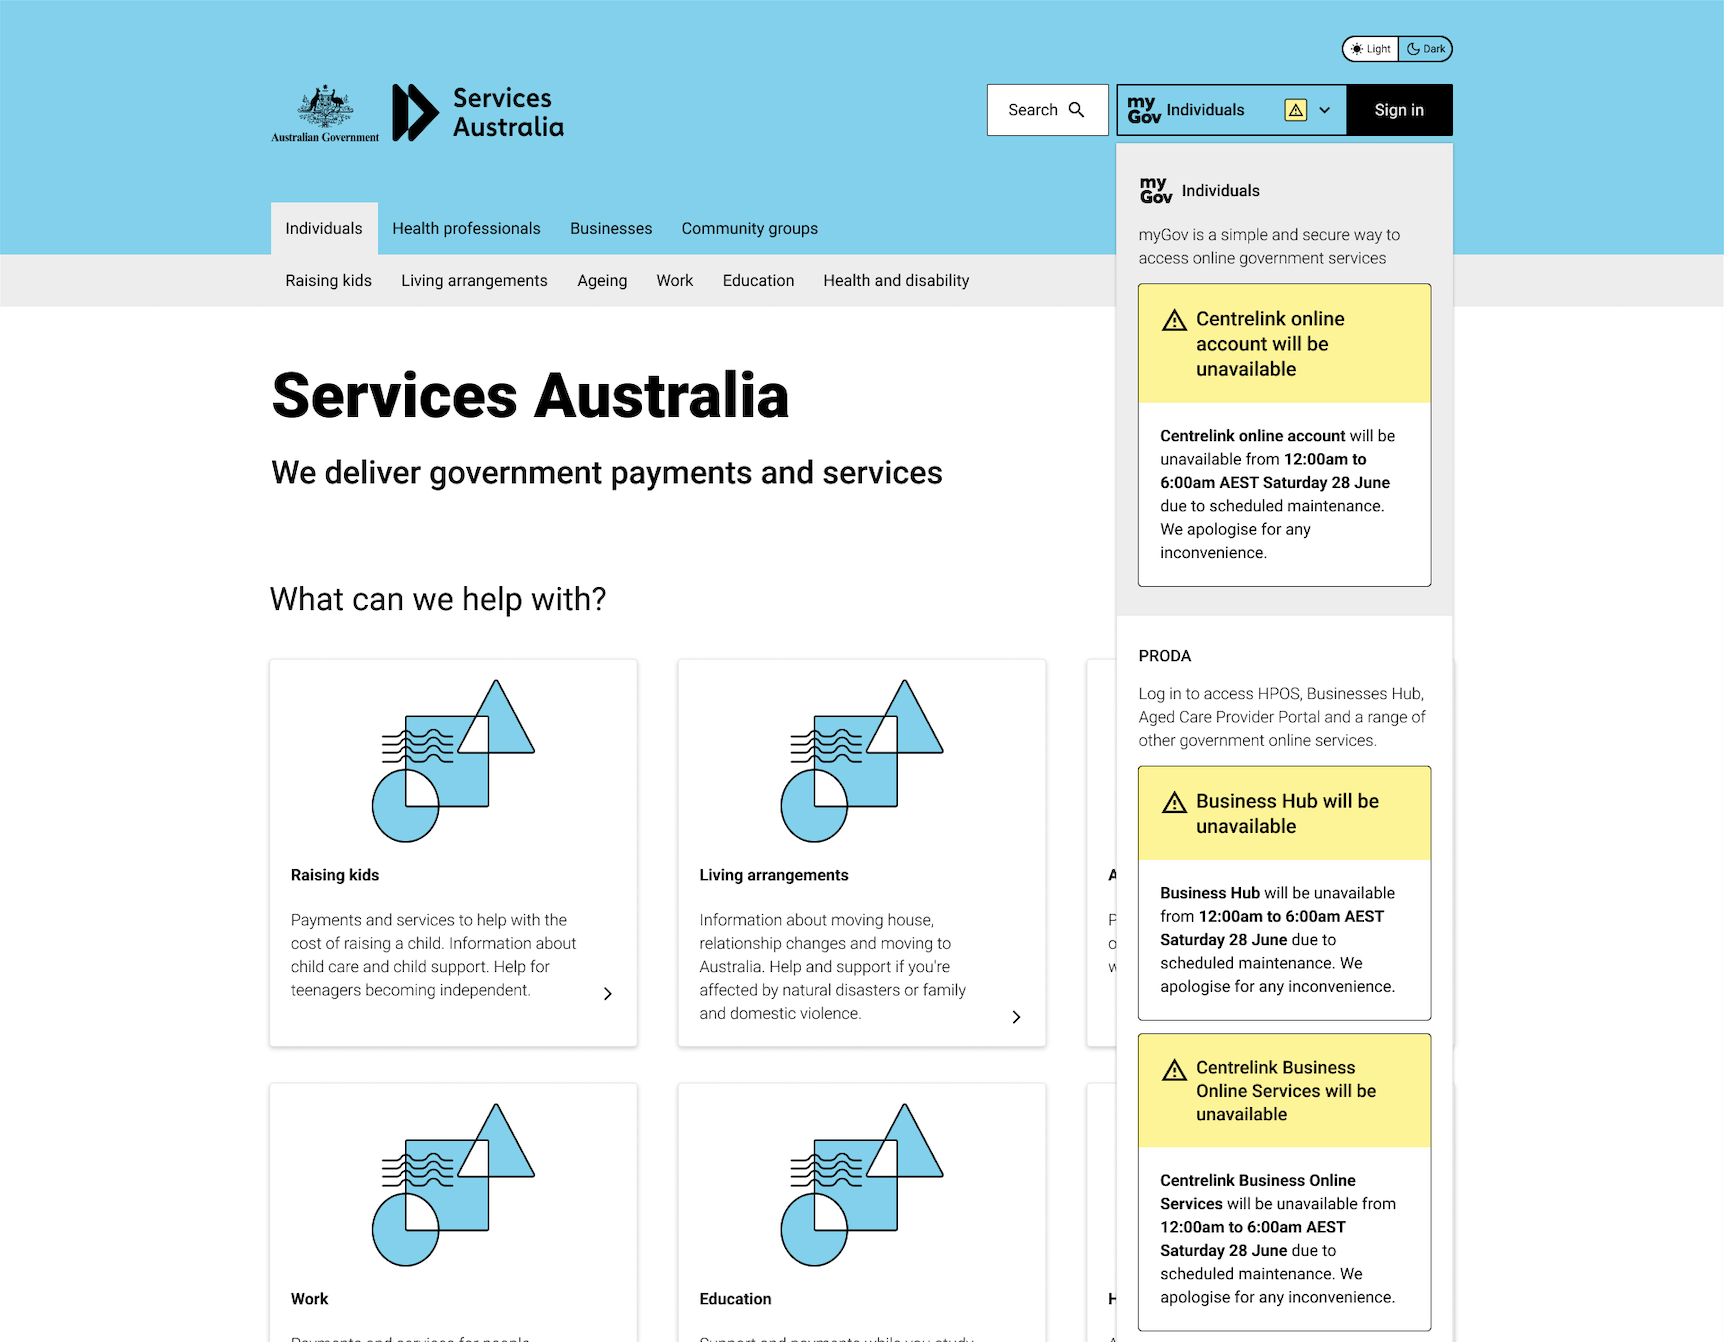 Light
Dark
Australian Government
Services
Australia
Search
my
Gov
Individuals
Sign in
Individuals
Health professionals
Businesses
Community groups
Raising kids
Living arrangements
Ageing
Work
Education
Health and disability
my
Gov
Individuals
myGov is a simple and secure way to
access online government services
Centrelink online
account will be
unavailable
Centrelink online account will be
unavailable from 12:00am to
6:00am AEST Saturday 28 June
due to scheduled maintenance.
We apologise for any
inconvenience.
PRODA
Log in to access HPOS, Businesses Hub,
Aged Care Provider Portal and a range of
other government online services.
Business Hub will be
unavailable
Business Hub will be unavailable
from 12:00am to 6:00am AEST
Saturday 28 June due to
scheduled maintenance. We
apologise for any inconvenience.
Centrelink Business
Online Services will be
unavailable
Centrelink Business Online
Services will be unavailable from
12:00am to 6:00am AEST
Saturday 28 June due to
scheduled maintenance. We
apologise for any inconvenience.
Services Australia
We deliver government payments and services
What can we help with?
Raising kids
Payments and services to help with the
cost of raising a child. Information about
child care and child support. Help for
teenagers becoming independent.
Living arrangements
Information about moving house,
relationship changes and moving to
Australia. Help and support if you're
affected by natural disasters or family
and domestic violence.
Work
Payments and services for people
Education
Support and payments while you study